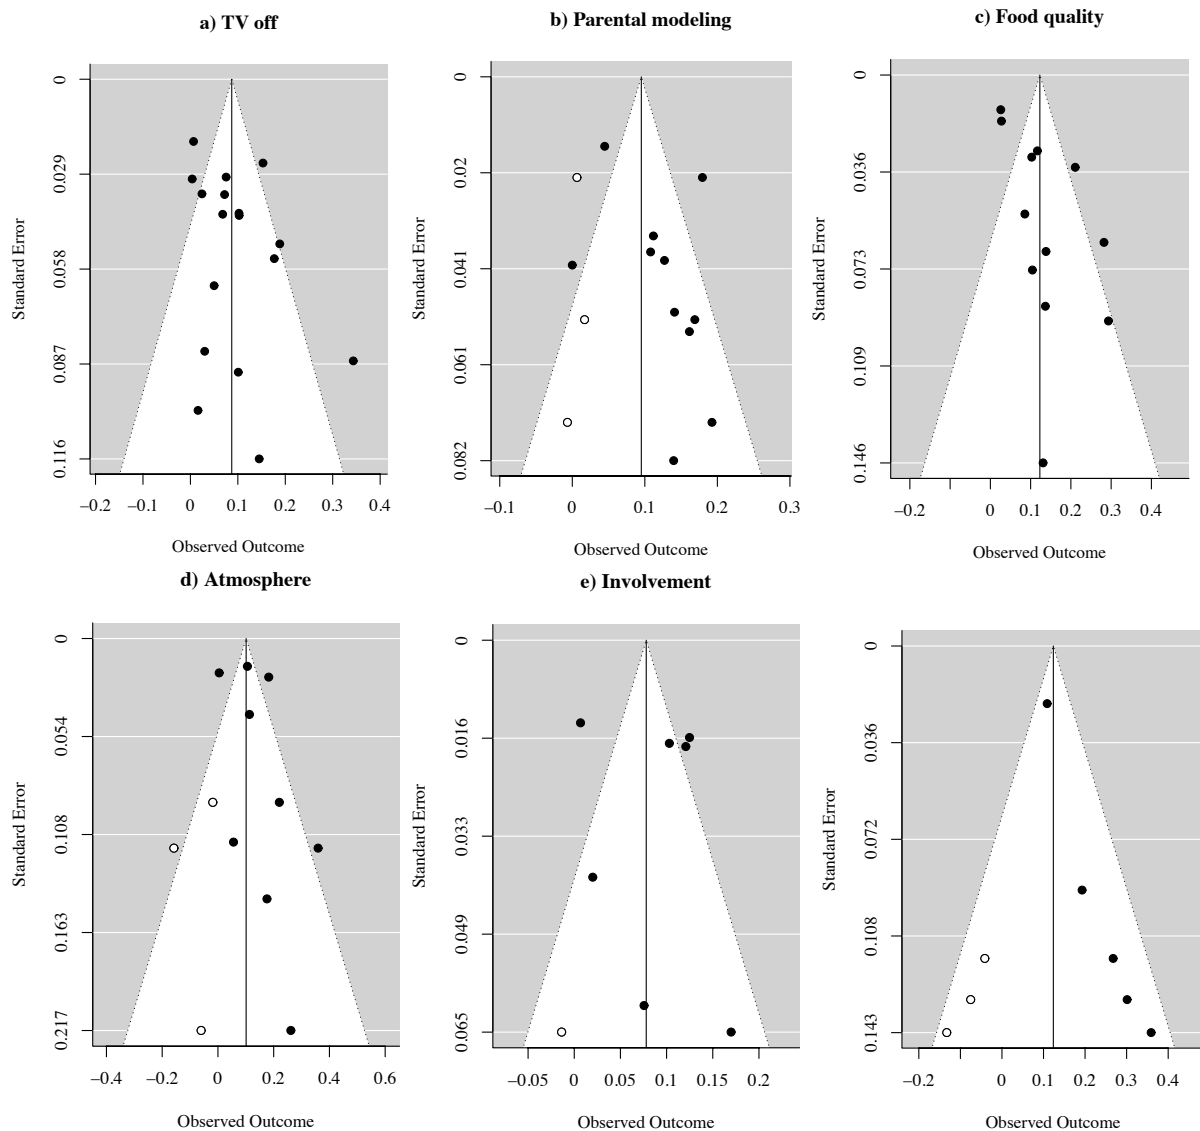 a) TV off
b) Parental modeling
c) Food quality
Standard Error
0
0.029
0.058
0.087
0.116
–0.2 –0.1 0 0.1 0.2 0.3 0.4
Observed Outcome
Standard Error
0
0.02
0.041
0.061
0.082
–0.1 0 0.1 0.2 0.3
Observed Outcome
Standard Error
0
0.036
0.073
0.109
0.146
–0.2 0 0.1 0.2 0.3 0.4
Observed Outcome
d) Atmosphere
e) Involvement
Standard Error
0
0.054
0.108
0.163
0.217
–0.4 –0.2 0 0.2 0.4 0.6
Observed Outcome
Standard Error
0
0.016
0.033
0.049
0.065
–0.05 0 0.05 0.1 0.15 0.2
Observed Outcome
Standard Error
0
0.036
0.072
0.108
0.143
–0.2 0 0.1 0.2 0.3 0.4
Observed Outcome